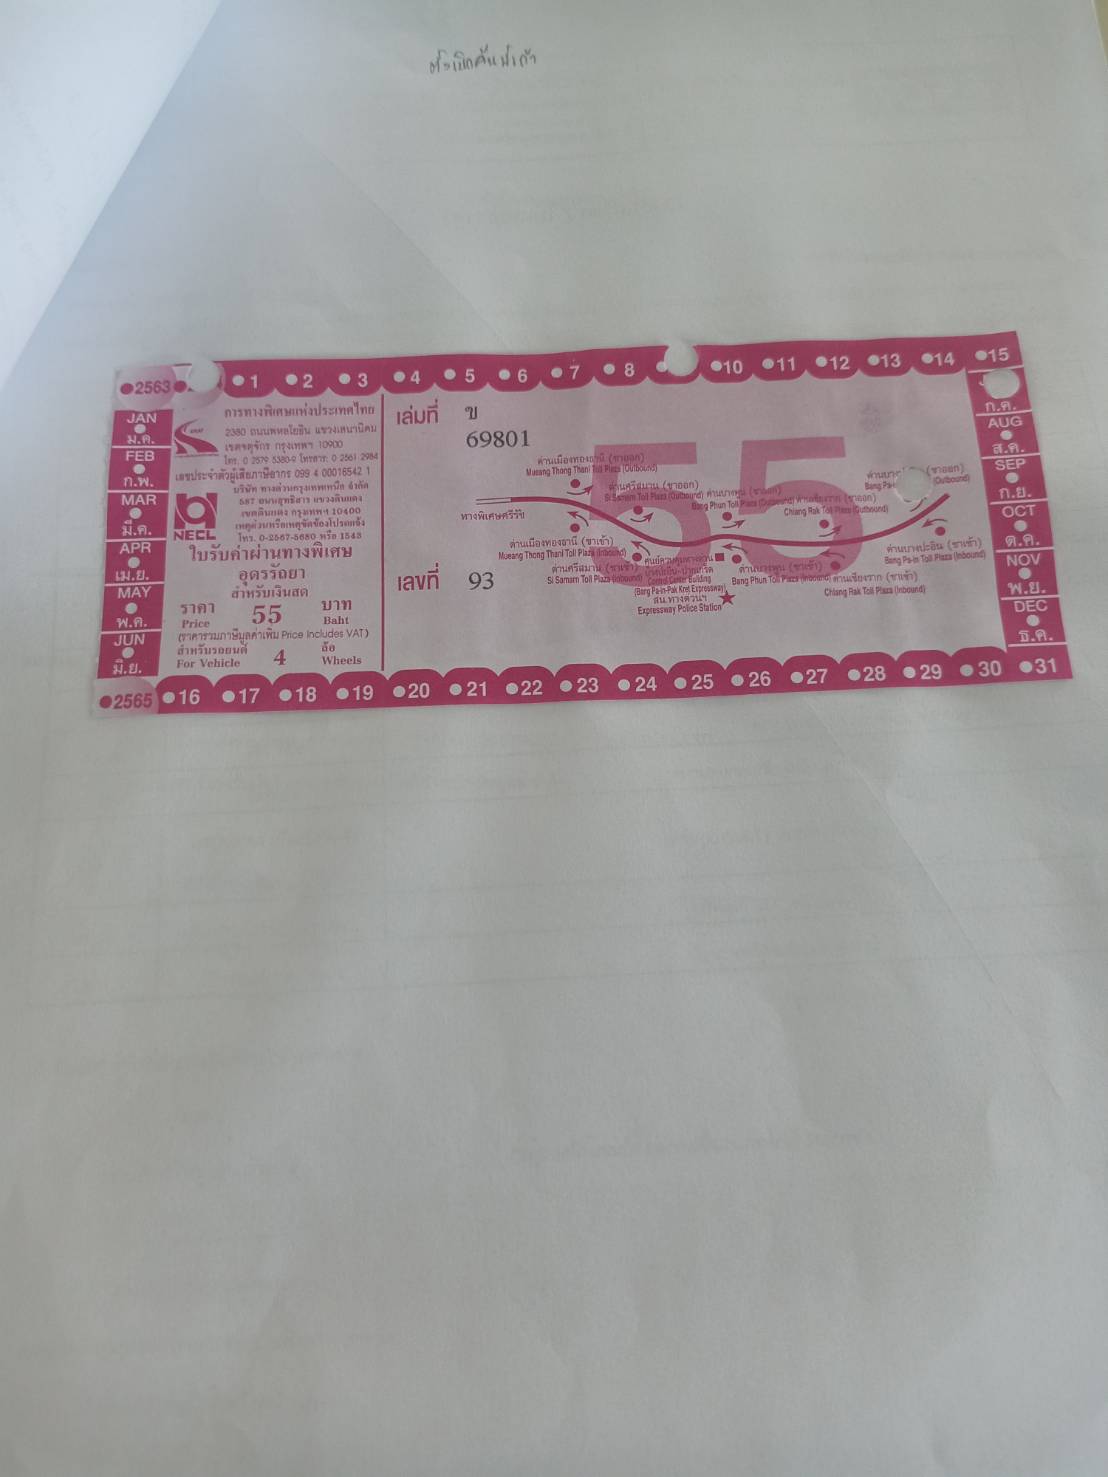 ตั้งเบิกคืนพี่เก้า
2563
1 2 3 4 5 6 7 8 10 11 12 13 14 15
JAN
ม.ค.
FEB
ก.พ.
MAR
มี.ค.
APR
เม.ย.
MAY
พ.ค.
JUN
มิ.ย.
2565
การทางพิเศษแห่งประเทศไทย
2380 ถนนพหลโยธิน แขวงเสนานิคม
เขตจตุจักร กรุงเทพฯ 10900
โทร. 0 2579 5380-9 โทรสาร: 0 2561 2984
เลขประจำตัวผู้เสียภาษีอากร 099 4 00016542 1
NECL
บริษัท ทางด่วนกรุงเทพเหนือ จำกัด
587 ถนนสุทธิสาร แขวงดินแดง
เขตดินแดง กรุงเทพฯ 10400
เหตุด่วนหรือเหตุขัดข้องโปรดแจ้ง
โทร. 0-2567-5680 หรือ 1543
ใบรับค่าผ่านทางพิเศษ
อุดรรัถยา
สำหรับเงินสด
ราคา 55 บาท
Price Baht
(ราคารวมภาษีมูลค่าเพิ่ม Price Includes VAT)
สำหรับรถยนต์ 4 ล้อ
For Vehicle Wheels
เล่มที่ ข
69801
เลขที่ 93
55
ด่านเมืองทองธานี (ขาออก)
Mueang Thong Thani Toll Plaza (Outbound)
ด่านศรีสมาน (ขาออก)
Si Samarn Toll Plaza (Outbound)
ด่านบางพูน (ขาออก)
Bang Phun Toll Plaza (Outbound)
ด่านเชียงราก (ขาออก)
Chiang Rak Toll Plaza (Outbound)
(ขาออก)
(Outbound)
ทางพิเศษศรีรัช
ด่านเมืองทองธานี (ขาเข้า)
Mueang Thong Thani Toll Plaza (Inbound)
ด่านศรีสมาน (ขาเข้า)
Si Samarn Toll Plaza (Inbound)
ศูนย์ควบคุมทางด่วน
บางปะอิน-ปากเกร็ด
Control Center Building
(Bang Pa-in-Pak Kret Expressway)
สน.ทางด่วนฯ
Expressway Police Station
ด่านบางพูน (ขาเข้า)
Bang Phun Toll Plaza (Inbound)
ด่านเชียงราก (ขาเข้า)
Chiang Rak Toll Plaza (Inbound)
ด่านบางปะอิน (ขาเข้า)
Bang Pa-in Toll Plaza (Inbound)
ก.ค.
AUG
ส.ค.
SEP
ก.ย.
OCT
ต.ค.
NOV
พ.ย.
DEC
ธ.ค.
16 17 18 19 20 21 22 23 24 25 26 27 28 29 30 31